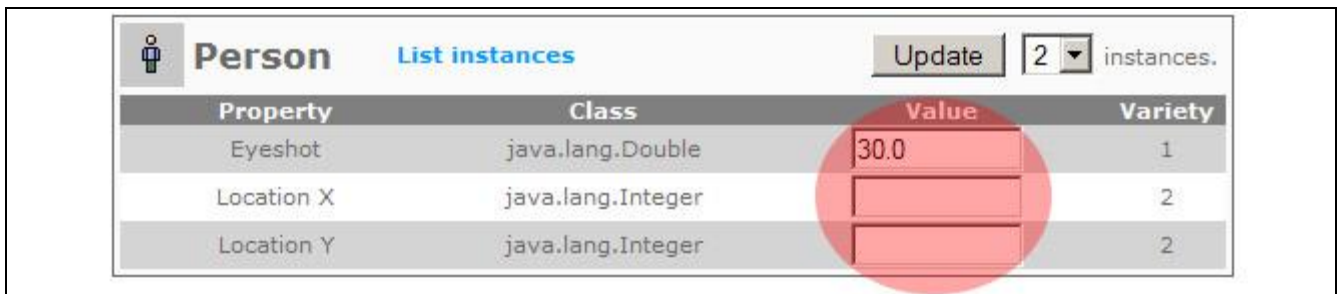 Person List instances Update 2 instances.
Property Class Value Variety
Eyeshot java.lang.Double 30.0 1
Location X java.lang.Integer 2
Location Y java.lang.Integer 2